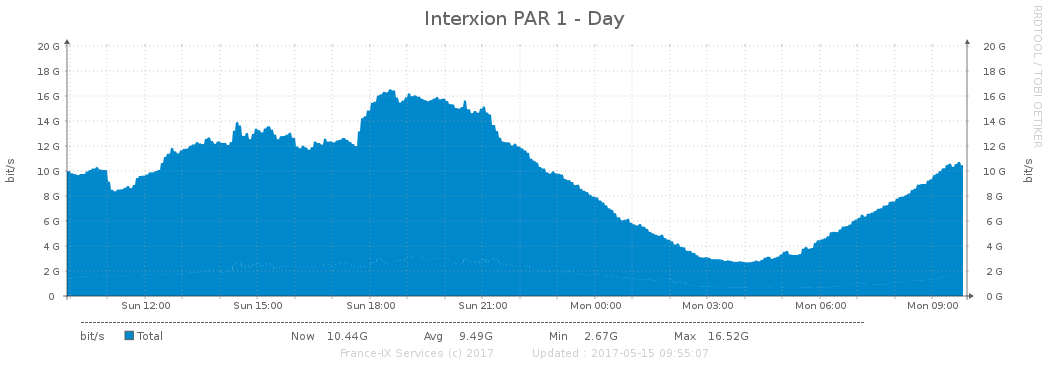 Interxion PAR 1 - Day
RRDTOOL / TOBI OETIKER
20 G 20 G
18 G 18 G
16 G 16 G
14 G 14 G
12 G 12 G
10 G 10 G
8 G 8 G
6 G 6 G
4 G 4 G
2 G 2 G
0 0 G
bit/s
bit/s
Sun 12:00 Sun 15:00 Sun 18:00 Sun 21:00 Mon 00:00 Mon 03:00 Mon 06:00 Mon 09:00
bit/s Total Now 10.44G Avg 9.49G Min 2.67G Max 16.52G
France-IX Services (c) 2017 Updated : 2017-05-15 09:55:07